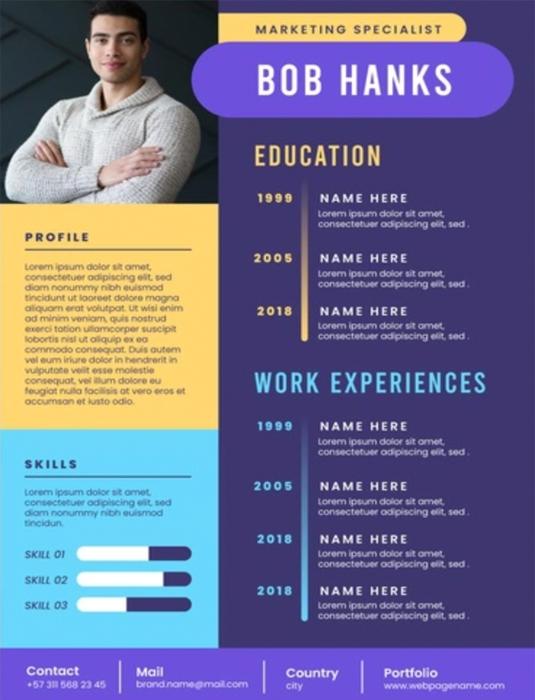 MARKETING SPECIALIST
BOB HANKS
PROFILE
Lorem ipsum dolor sit amet,
consectetuer adipiscing elit, sed
diam nonummy nibh euismod
tincidunt ut laoreet dolore magna
aliquam erat volutpat. Ut wisi enim
ad minim veniam, quis nostrud
exerci tation ullamcorper suscipit
lobortis nisl ut aliquip ex ea
commodo consequat. Duis autem
vel eum iriure dolor in hendrerit in
vulputate velit esse molestie
consequat, vel illum dolore eu
feugiat nulla facilisis at vero eros et
accumsan et iusto odio.
SKILLS
Lorem ipsum dolor sit amet,
consectetuer adipiscing elit, sed
diam nonummy nibh euismod
tincidun.
SKILL 01
SKILL 02
SKILL 03
EDUCATION
1999 NAME HERE
Lorem ipsum dolor sit amet,
consectetuer adipiscing elit, sed .
2005 NAME HERE
Lorem ipsum dolor sit amet,
consectetuer adipiscing elit, sed .
2018 NAME HERE
Lorem ipsum dolor sit amet,
consectetuer adipiscing elit, sed .
WORK EXPERIENCES
1999 NAME HERE
Lorem ipsum dolor sit amet,
consectetuer adipiscing elit, sed .
2005 NAME HERE
Lorem ipsum dolor sit amet,
consectetuer adipiscing elit, sed .
2018 NAME HERE
Lorem ipsum dolor sit amet,
consectetuer adipiscing elit, sed .
2018 NAME HERE
Lorem ipsum dolor sit amet,
consectetuer adipiscing elit, sed .
Contact
+57 311 568 23 45
Mail
brand.name@mail.com
Country
city
Portfolio
www.webpagename.com